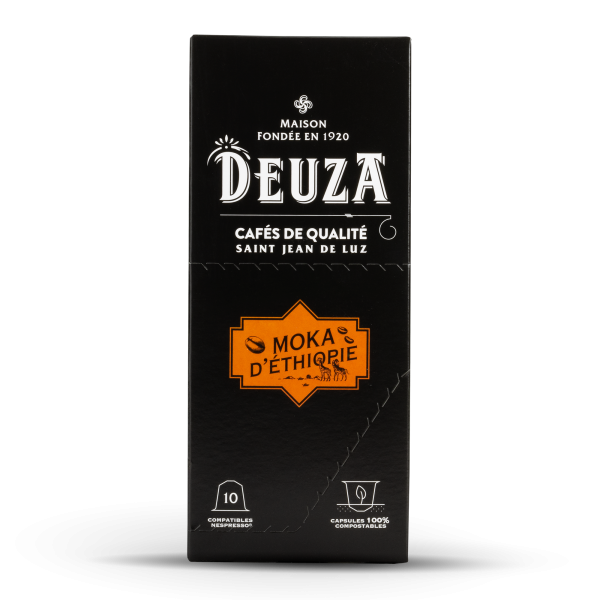 MAISON
FONDÉE EN 1920
DEUZA
CAFÉS DE QUALITÉ
SAINT JEAN DE LUZ
MOKA
D'ÉTHIOPIE
10
COMPATIBLES
NESPRESSO®
CAPSULES 100%
COMPOSTABLES